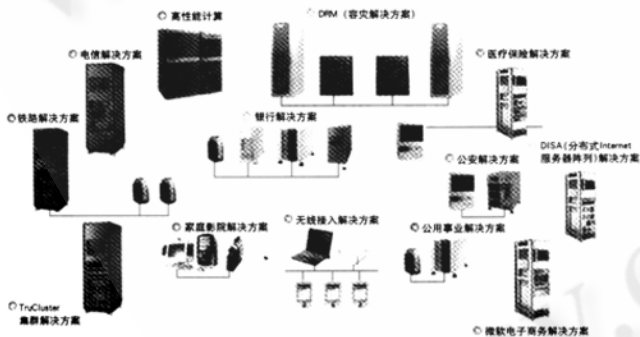 高性能计算
DRM（容灾解决方案）
电信解决方案
医疗保险解决方案
铁路解决方案
银行解决方案
DISA（分布式Internet
服务器阵列）解决方案
公安解决方案
家庭影院解决方案
无线接入解决方案
公用事业解决方案
TruCluster
集群解决方案
微软电子商务解决方案